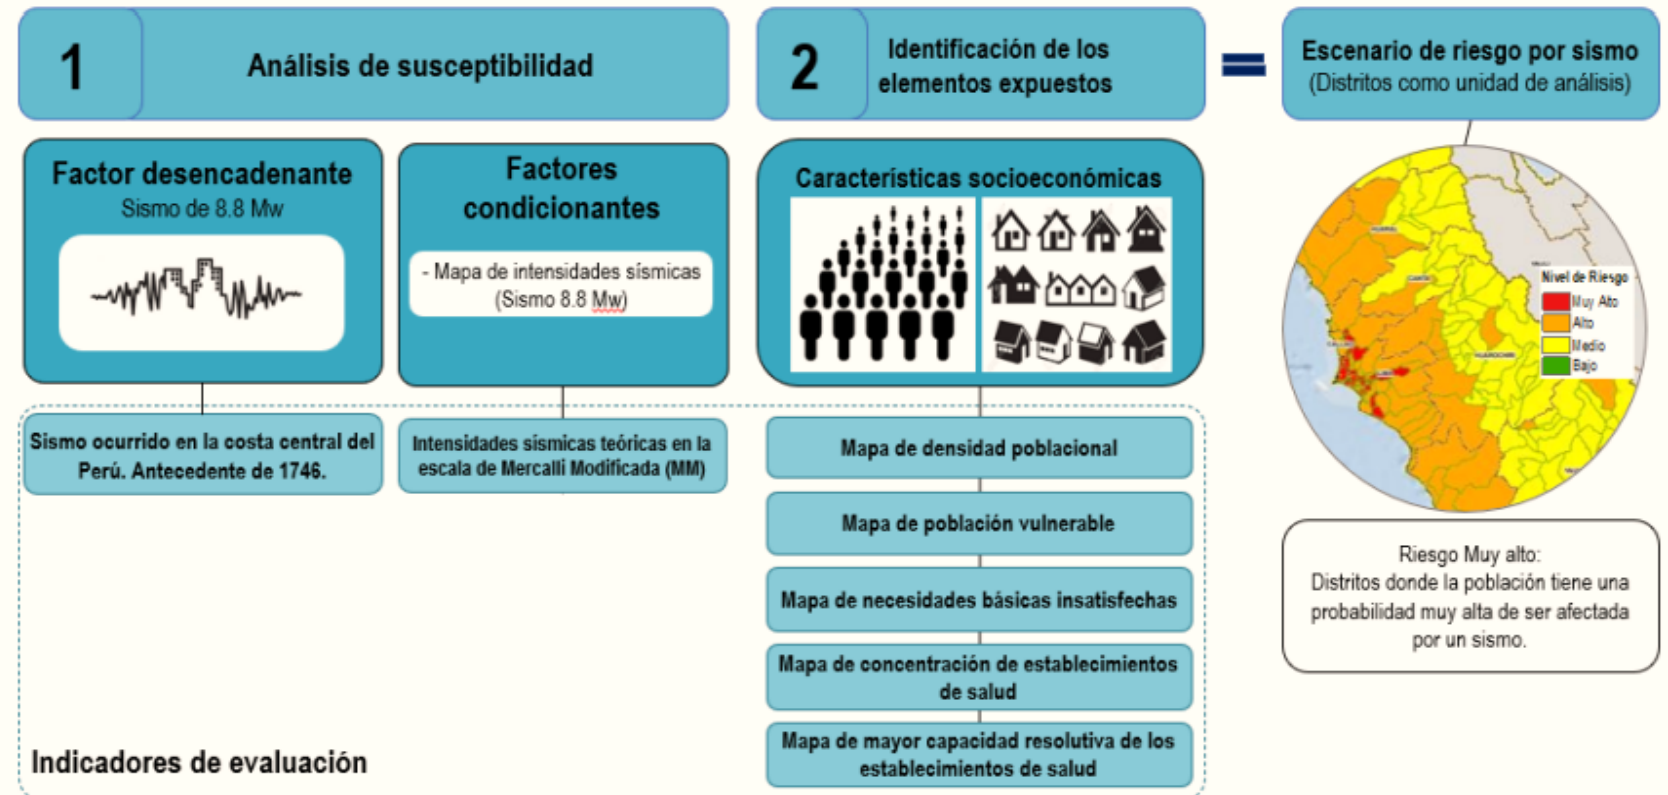 1
Análisis de susceptibilidad
2
Identificación de los
elementos expuestos
Escenario de riesgo por sismo
(Distritos como unidad de análisis)
Factor desencadenante
Sismo de 8.8 Mw
Factores
condicionantes
- Mapa de intensidades sísmicas
(Sismo 8.8 Mw)
Características socioeconómicas
Nivel de Riesgo
Muy Alto
Alto
Medio
Bajo
HUAROCHIRI
LIMA
Sismo ocurrido en la costa central del
Perú. Antecedente de 1746.
Intensidades sísmicas teóricas en la
escala de Mercalli Modificada (MM)
Mapa de densidad poblacional
Mapa de población vulnerable
Mapa de necesidades básicas insatisfechas
Mapa de concentración de establecimientos
de salud
Mapa de mayor capacidad resolutiva de los
establecimientos de salud
Riesgo Muy alto:
Distritos donde la población tiene una
probabilidad muy alta de ser afectada
por un sismo.
Indicadores de evaluación